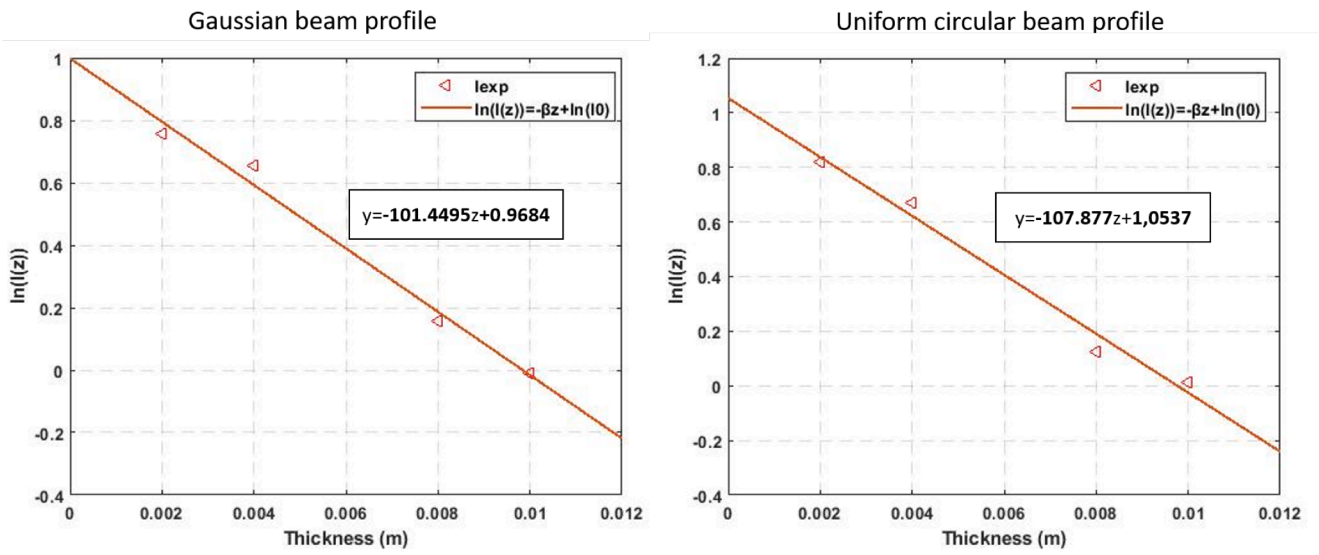 Gaussian beam profile
1
0.8
0.6
0.4
0.2
0
-0.2
-0.4
ln(I(z))
Iexp
ln(I(z))=-βz+ln(I0)
y=-101.4495z+0.9684
0 0.002 0.004 0.006 0.008 0.01 0.012
Thickness (m)
Uniform circular beam profile
1.2
1
0.8
0.6
0.4
0.2
0
-0.2
-0.4
ln(I(z))
Iexp
ln(I(z))=-βz+ln(I0)
y=-107.877z+1,0537
0 0.002 0.004 0.006 0.008 0.01 0.012
Thickness (m)